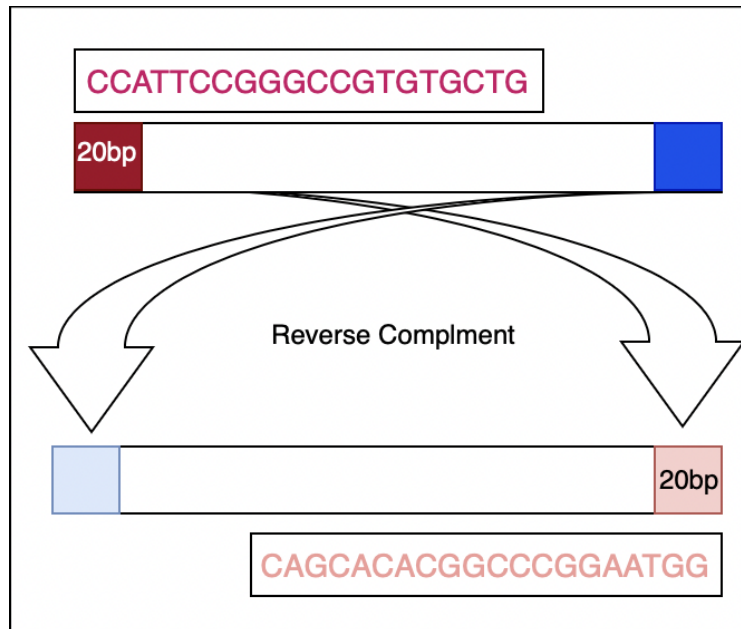 CCATTCCGGGCCGTGTGCTG
20bp
Reverse Complment
20bp
CAGCACACGGCCCGGAATGG